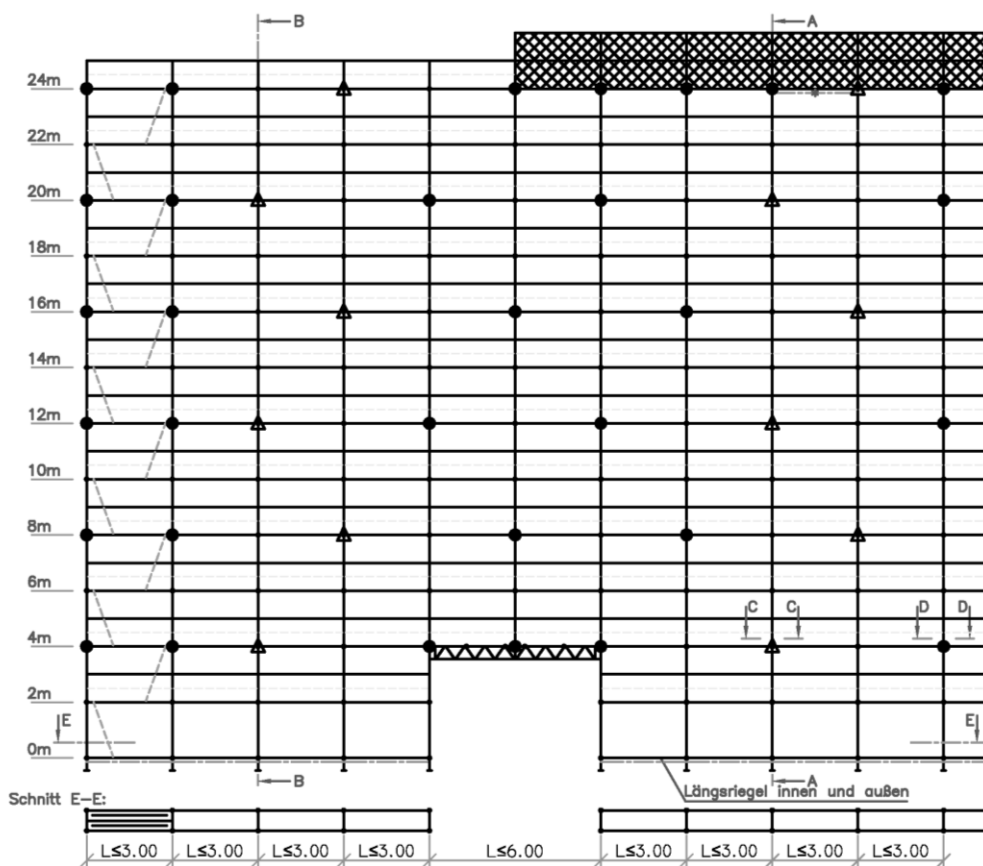 B
A
24m
22m
20m
18m
16m
14m
12m
10m
8m
6m
C C D D
4m
2m
E E
0m
B
A
Längsriegel innen und außen
Schnitt E-E:
L≤3.00 L≤3.00 L≤3.00 L≤3.00 L≤6.00 L≤3.00 L≤3.00 L≤3.00 L≤3.00